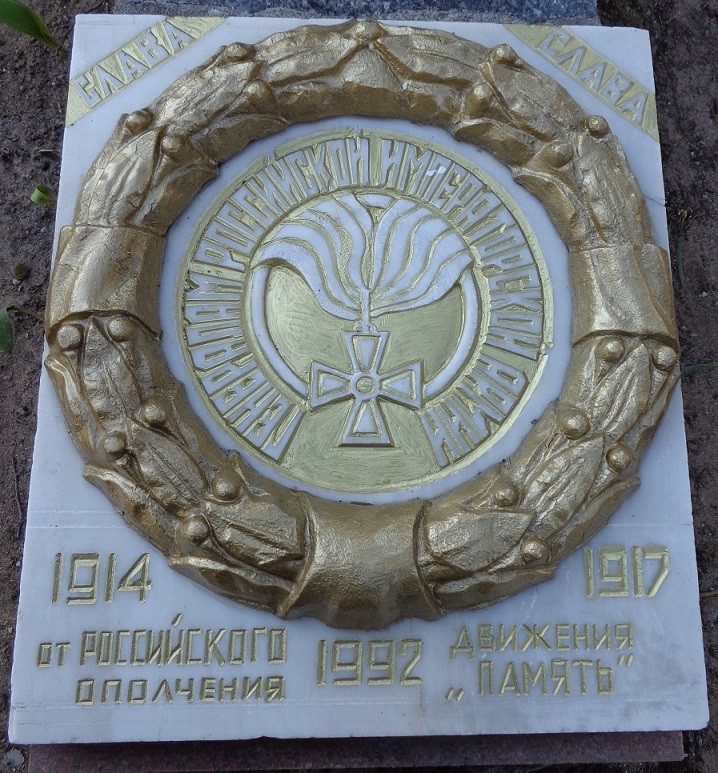 СЛАВА
СЛАВА
ГЕНЕРАЛАМ РОССИЙСКОЙ ИМПЕРАТОРСКОЙ АРМИИ
1914
1917
от РОССИЙСКОГО
ОПОЛЧЕНИЯ
1992
ДВИЖЕНИЯ
„ПАМЯТЬ”